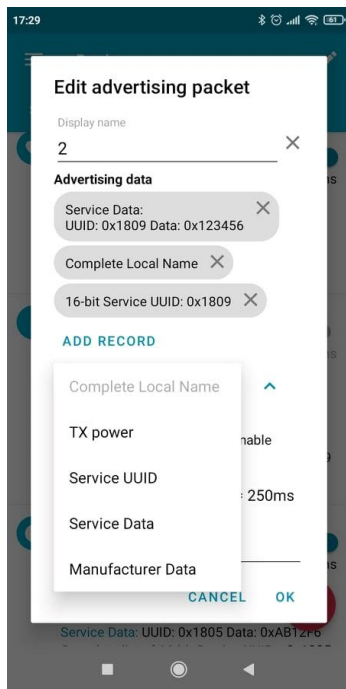 17:29
61
Edit advertising packet
Display name
2
Advertising data
Service Data:
UUID: 0x1809 Data: 0x123456
Complete Local Name
16-bit Service UUID: 0x1809
ADD RECORD
Complete Local Name
TX power
nable
Service UUID
250ms
Service Data
Manufacturer Data
CANCEL OK
Service Data: UUID: 0x1805 Data: 0xAB12F6